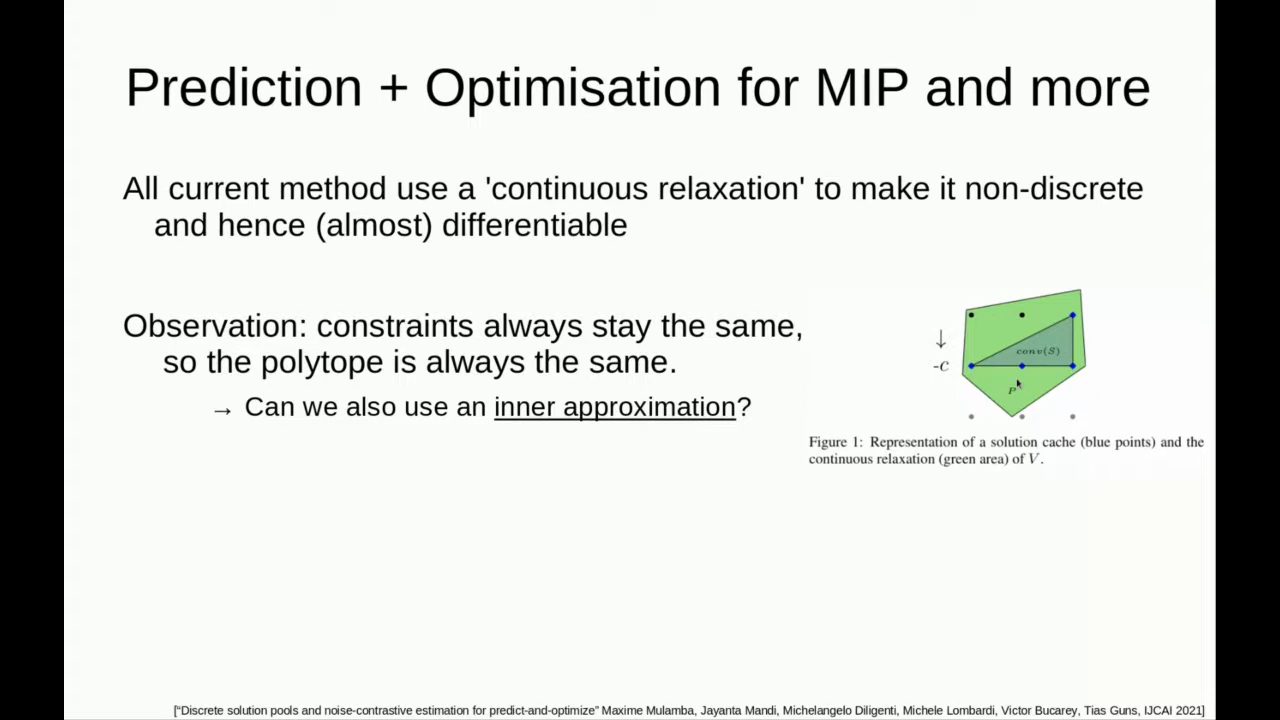 Prediction + Optimisation for MIP and more
All current method use a 'continuous relaxation' to make it non-discrete
and hence (almost) differentiable
Observation: constraints always stay the same,
so the polytope is always the same.
→ Can we also use an inner approximation?
conv(S)
-c
P
Figure 1: Representation of a solution cache (blue points) and the
continuous relaxation (green area) of V.
["Discrete solution pools and noise-contrastive estimation for predict-and-optimize" Maxime Mulamba, Jayanta Mandi, Michelangelo Diligenti, Michele Lombardi, Victor Bucarey, Tias Guns, IJCAI 2021]